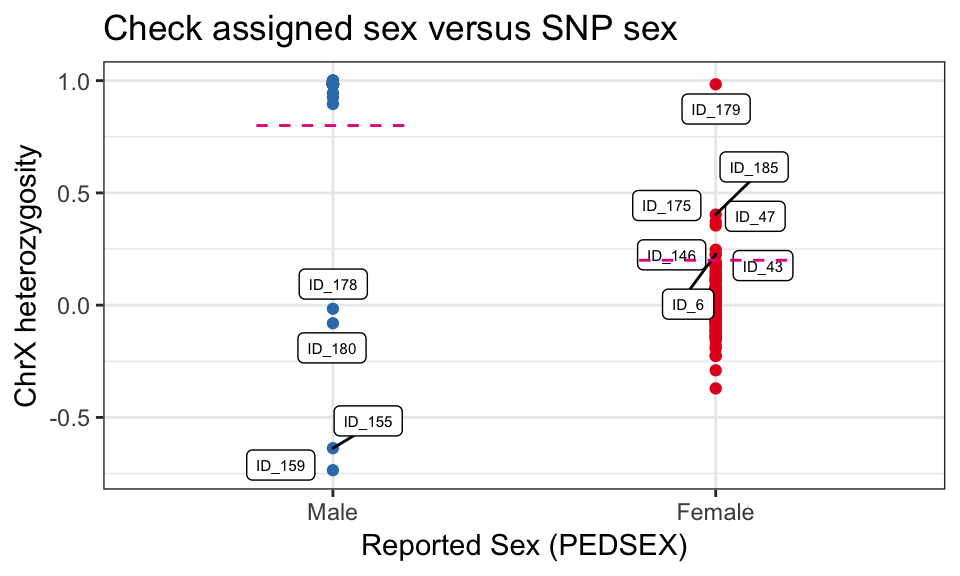 Check assigned sex versus SNP sex
ChrX heterozygosity
1.0
0.5
0.0
-0.5
ID_179
ID_185
ID_175
ID_47
ID_146
ID_43
ID_178
ID_6
ID_180
ID_155
ID_159
Male
Female
Reported Sex (PEDSEX)